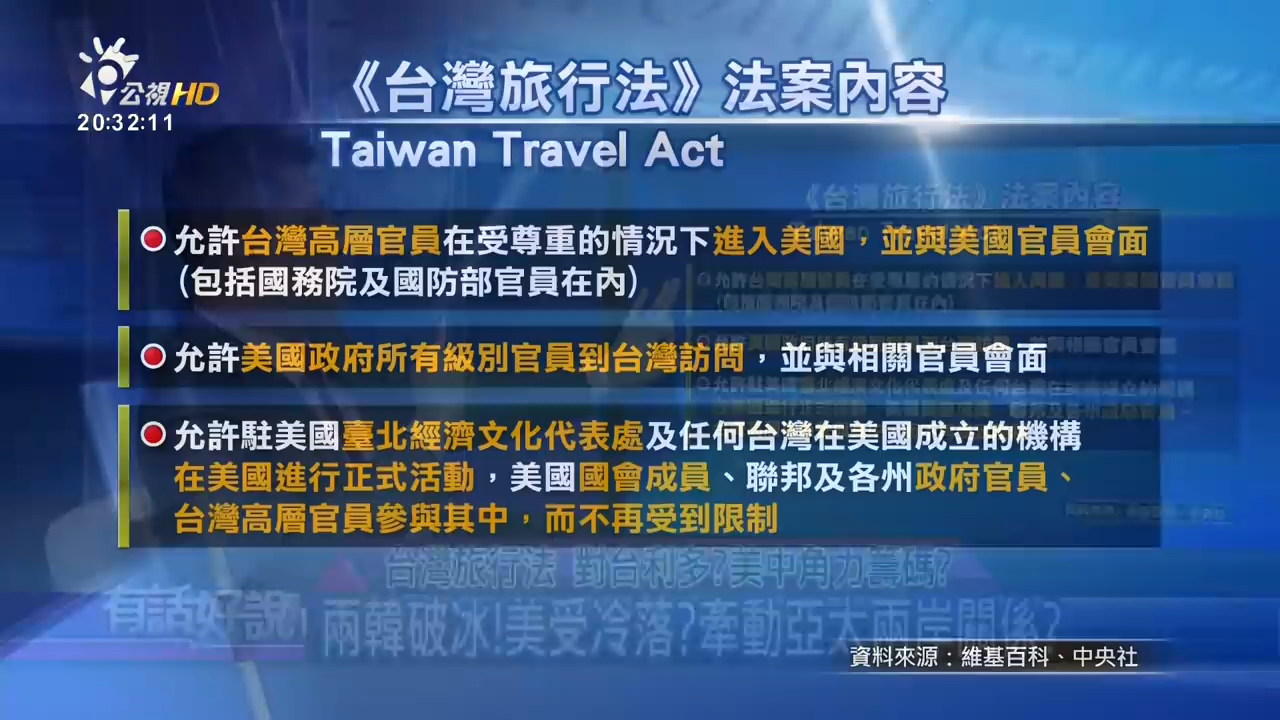 公視HD
20:32:11
《台灣旅行法》法案內容
Taiwan Travel Act
《台灣旅行法》法案內容
允許台灣高層官員在受尊重的情況下進入美國，並與美國官員會面
(包括國務院及國防部官員在內)
允許美國政府所有級別官員到台灣訪問，並與相關官員會面
允許駐美國臺北經濟文化代表處及任何台灣在美國成立的機構
在美國進行正式活動，美國國會成員、聯邦及各州政府官員、
台灣高層官員參與其中，而不再受到限制
台灣旅行法 對台利多?美中角力籌碼?
有話好說
兩韓破冰!美受冷落?牽動亞太兩岸關係?
資料來源：維基百科、中央社